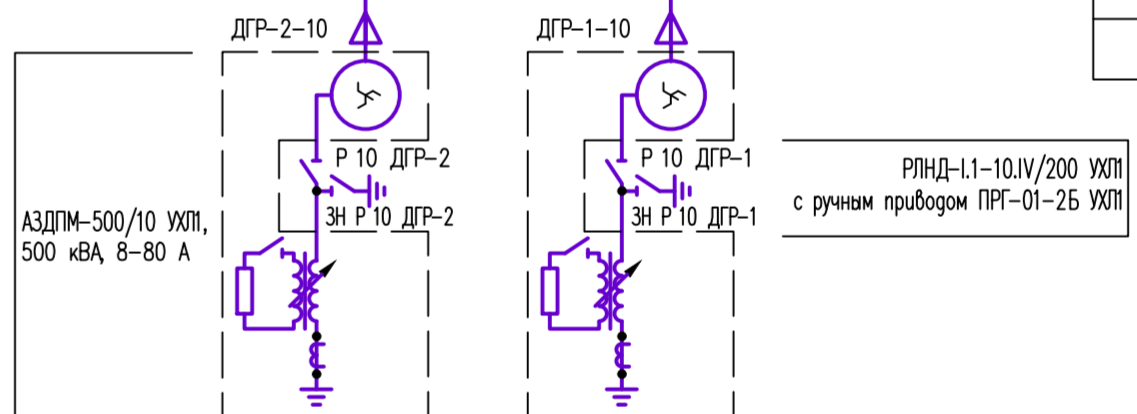 ДГР-2-10
ДГР-1-10
Р 10 ДГР-2
Р 10 ДГР-1
РЛНД-I.1-10.IV/200 УХЛ1
с ручным приводом ПРГ-01-2Б УХЛ1
ЗН Р 10 ДГР-2
ЗН Р 10 ДГР-1
АЗДПМ-500/10 УХЛ1,
500 кВА, 8-80 А